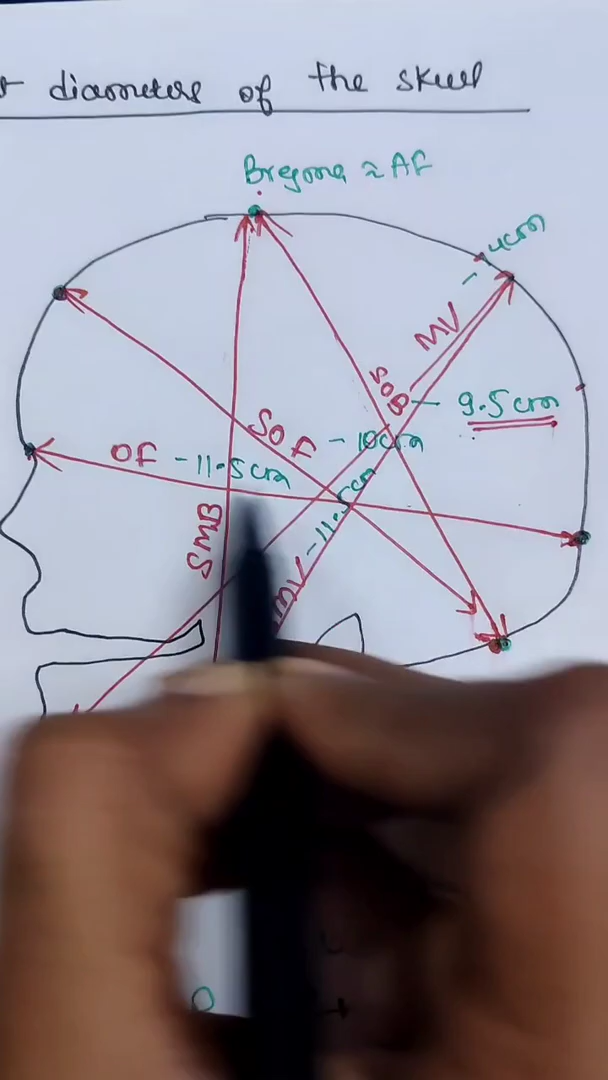 diameters of the skull
Bregma ≈ AF
- 4cm
MV
SOB - 9.5cm
SOF - 10cm
OF - 11.5cm
SMB
SMV - 11.5cm